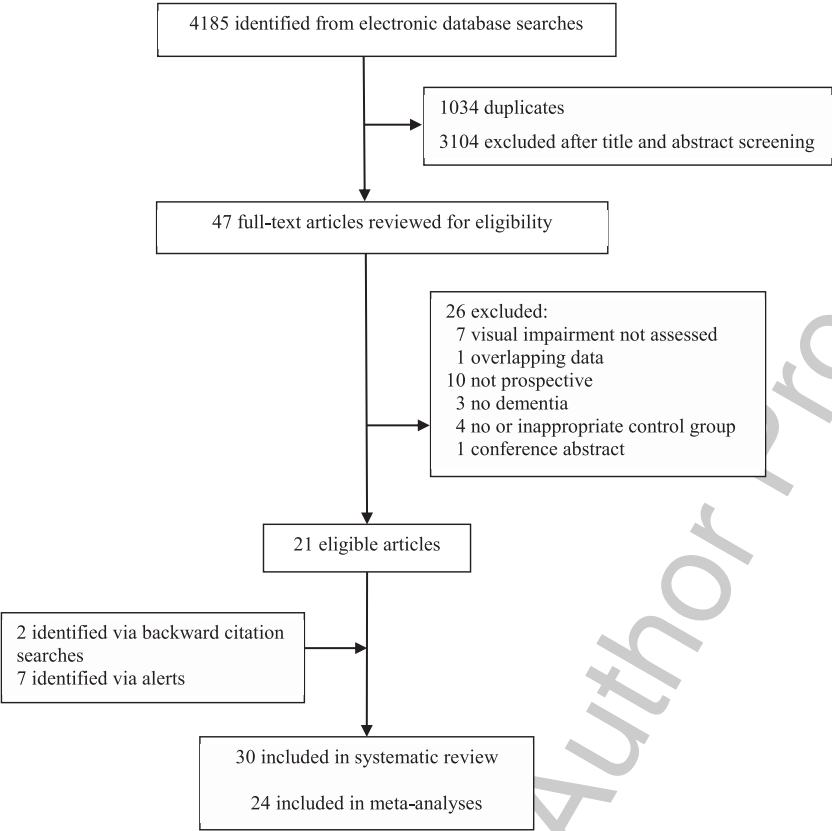 4185 identified from electronic database searches
1034 duplicates
3104 excluded after title and abstract screening
47 full-text articles reviewed for eligibility
26 excluded:
7 visual impairment not assessed
1 overlapping data
10 not prospective
3 no dementia
4 no or inappropriate control group
1 conference abstract
21 eligible articles
2 identified via backward citation
searches
7 identified via alerts
30 included in systematic review
24 included in meta-analyses
Author Pro